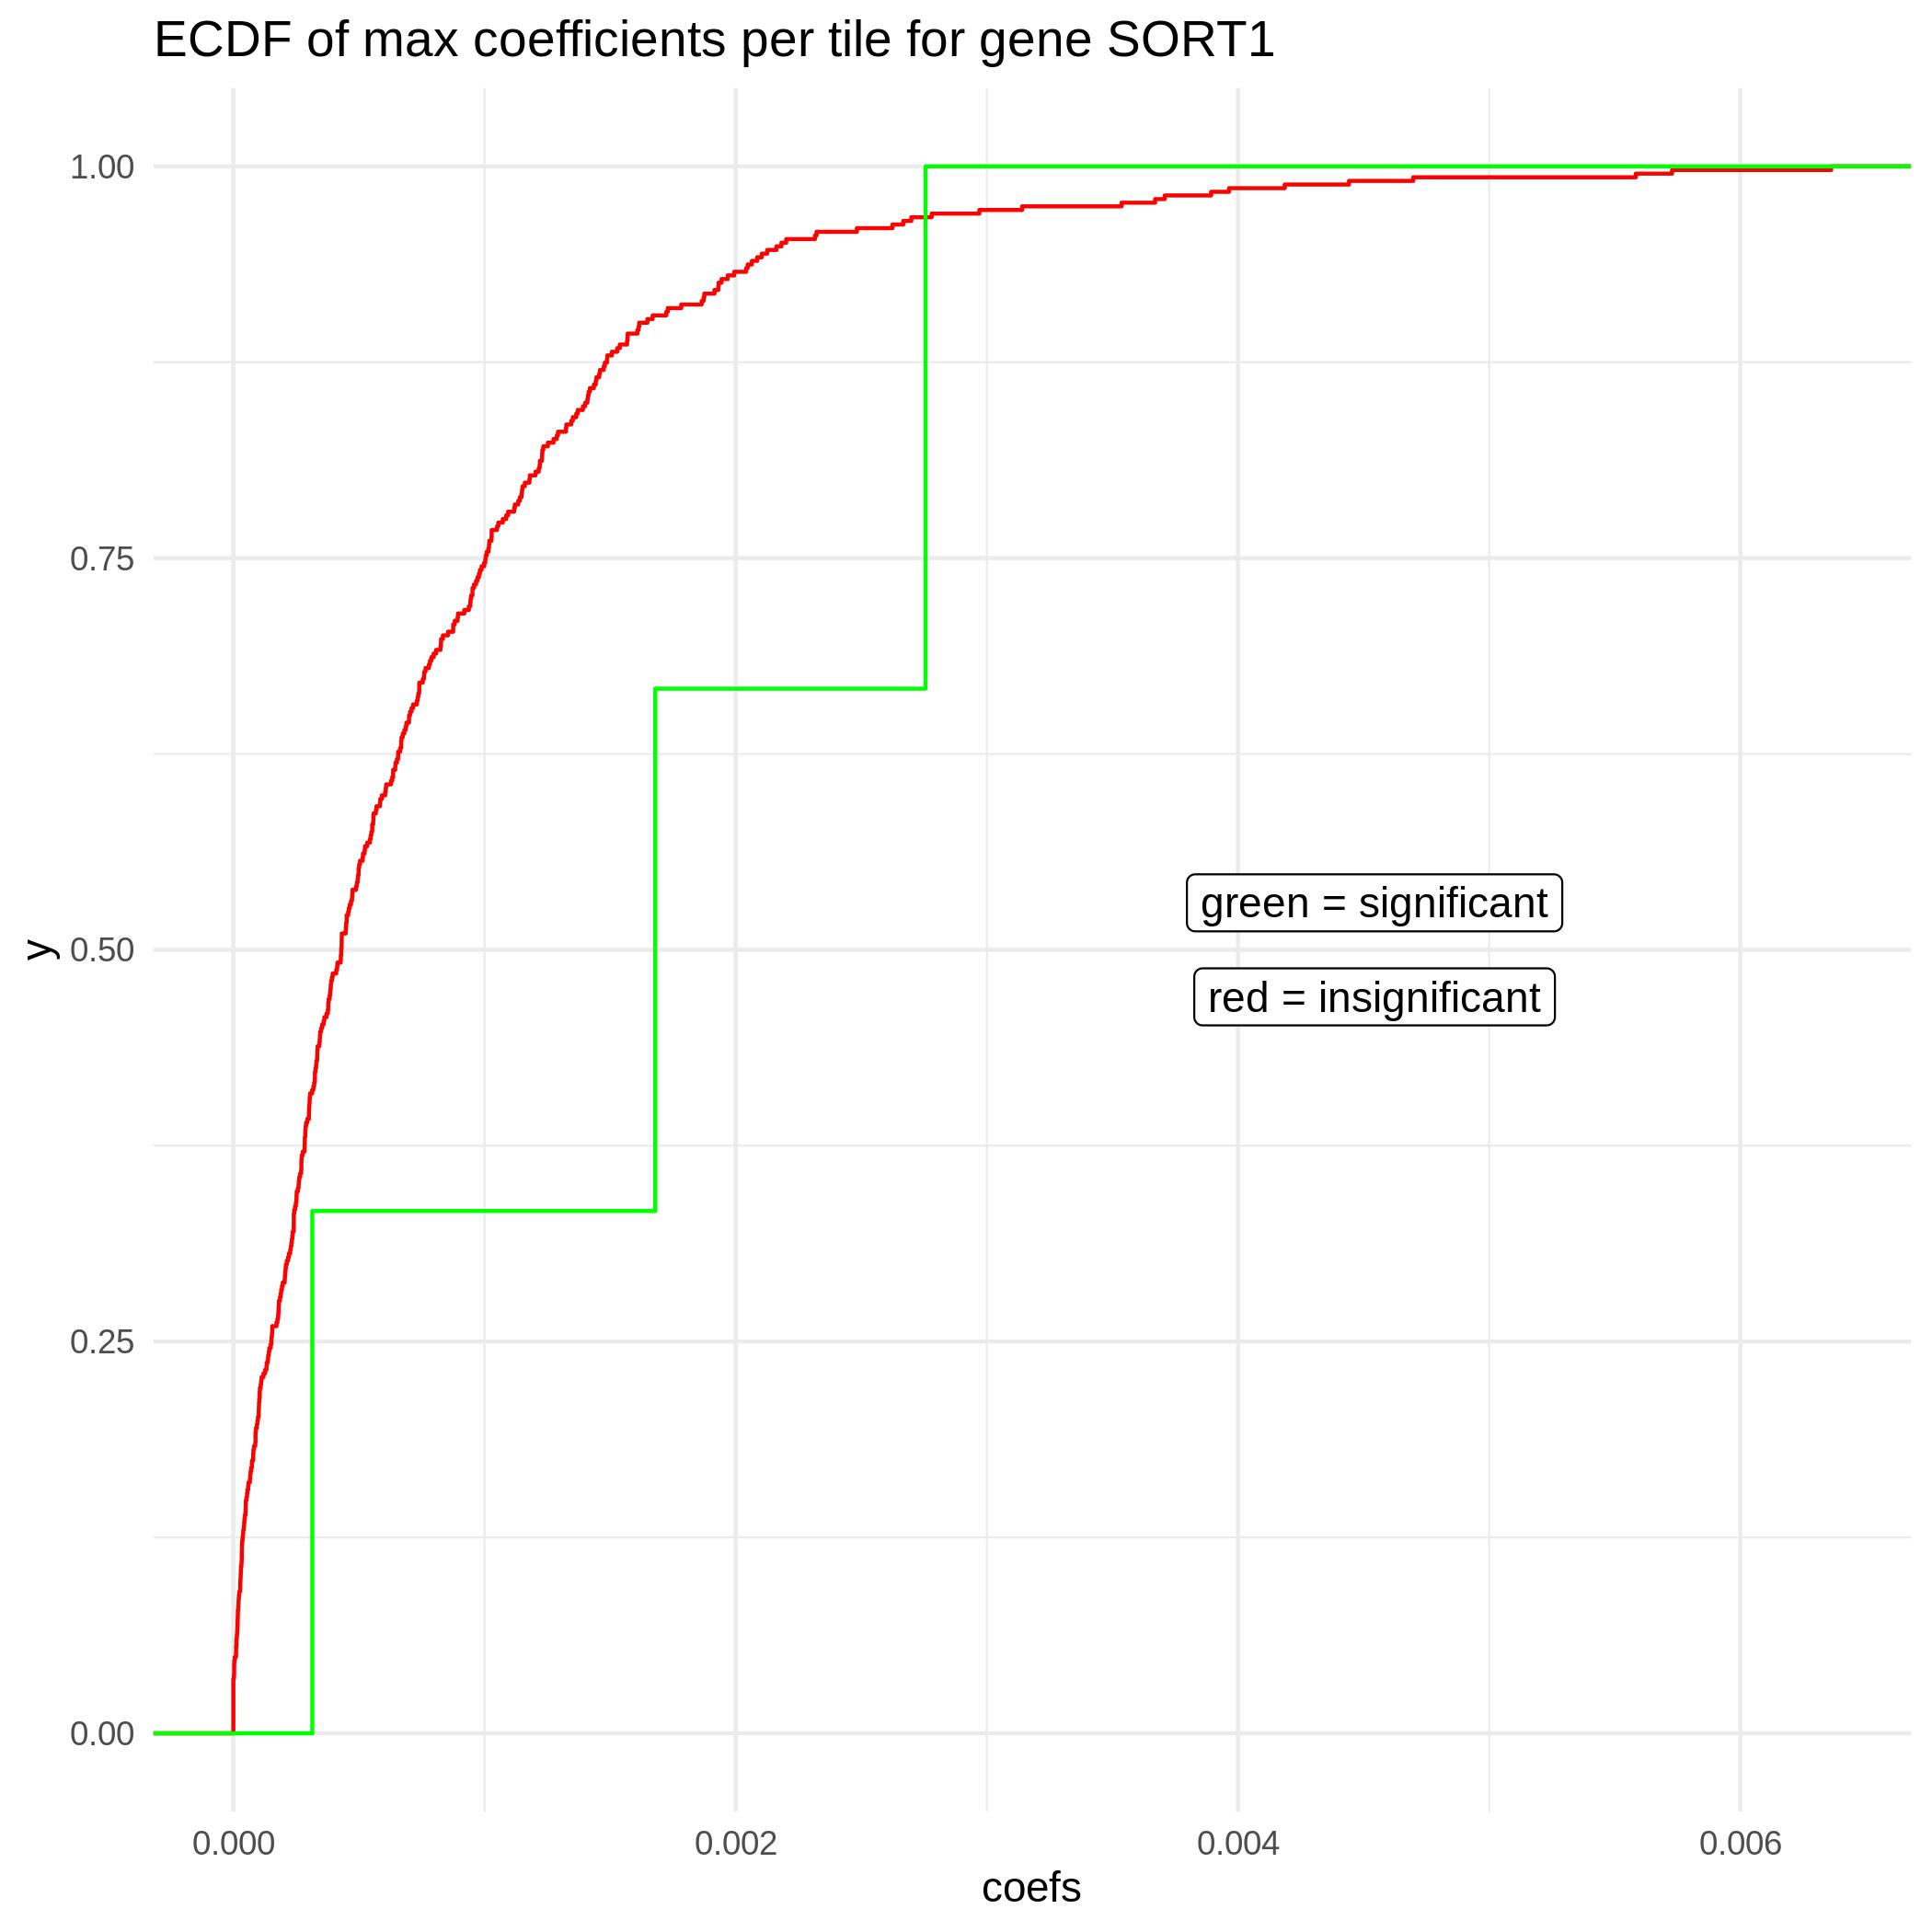 ECDF of max coefficients per tile for gene SORT1
1.00
0.75
y
0.50
0.25
0.00
green = significant
red = insignificant
0.000 0.002 0.004 0.006
coefs